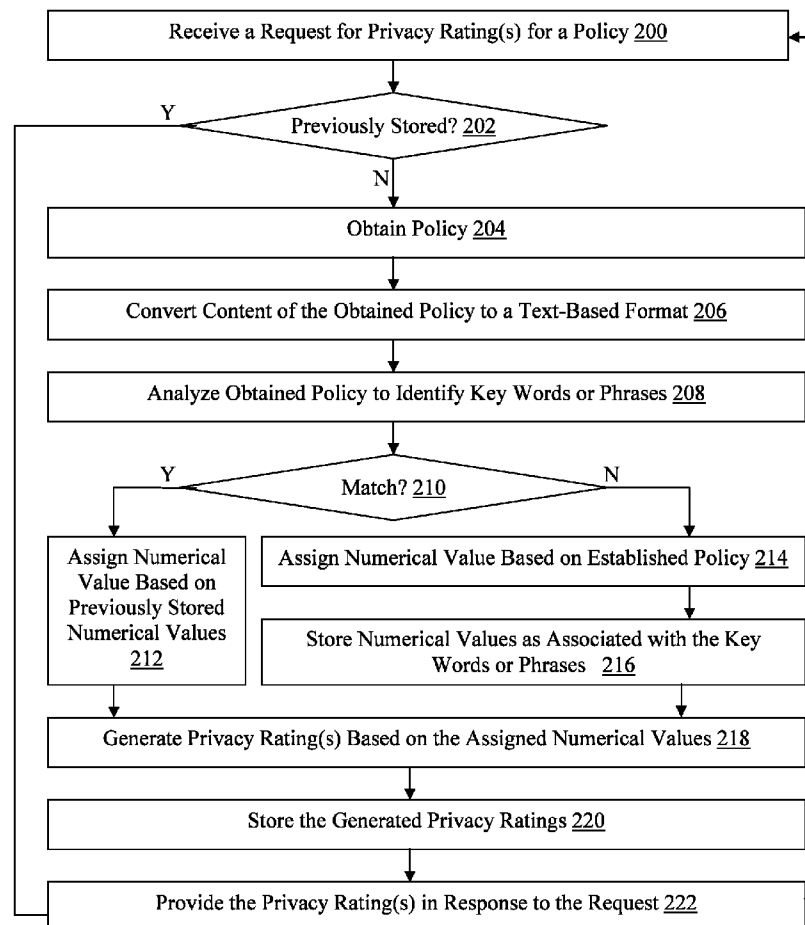 Receive a Request for Privacy Rating(s) for a Policy 200
Y
Previously Stored? 202
N
Obtain Policy 204
Convert Content of the Obtained Policy to a Text-Based Format 206
Analyze Obtained Policy to Identify Key Words or Phrases 208
Y
Match? 210
N
Assign Numerical
Value Based on
Previously Stored
Numerical Values
212
Assign Numerical Value Based on Established Policy 214
Store Numerical Values as Associated with the Key
Words or Phrases 216
Generate Privacy Rating(s) Based on the Assigned Numerical Values 218
Store the Generated Privacy Ratings 220
Provide the Privacy Rating(s) in Response to the Request 222